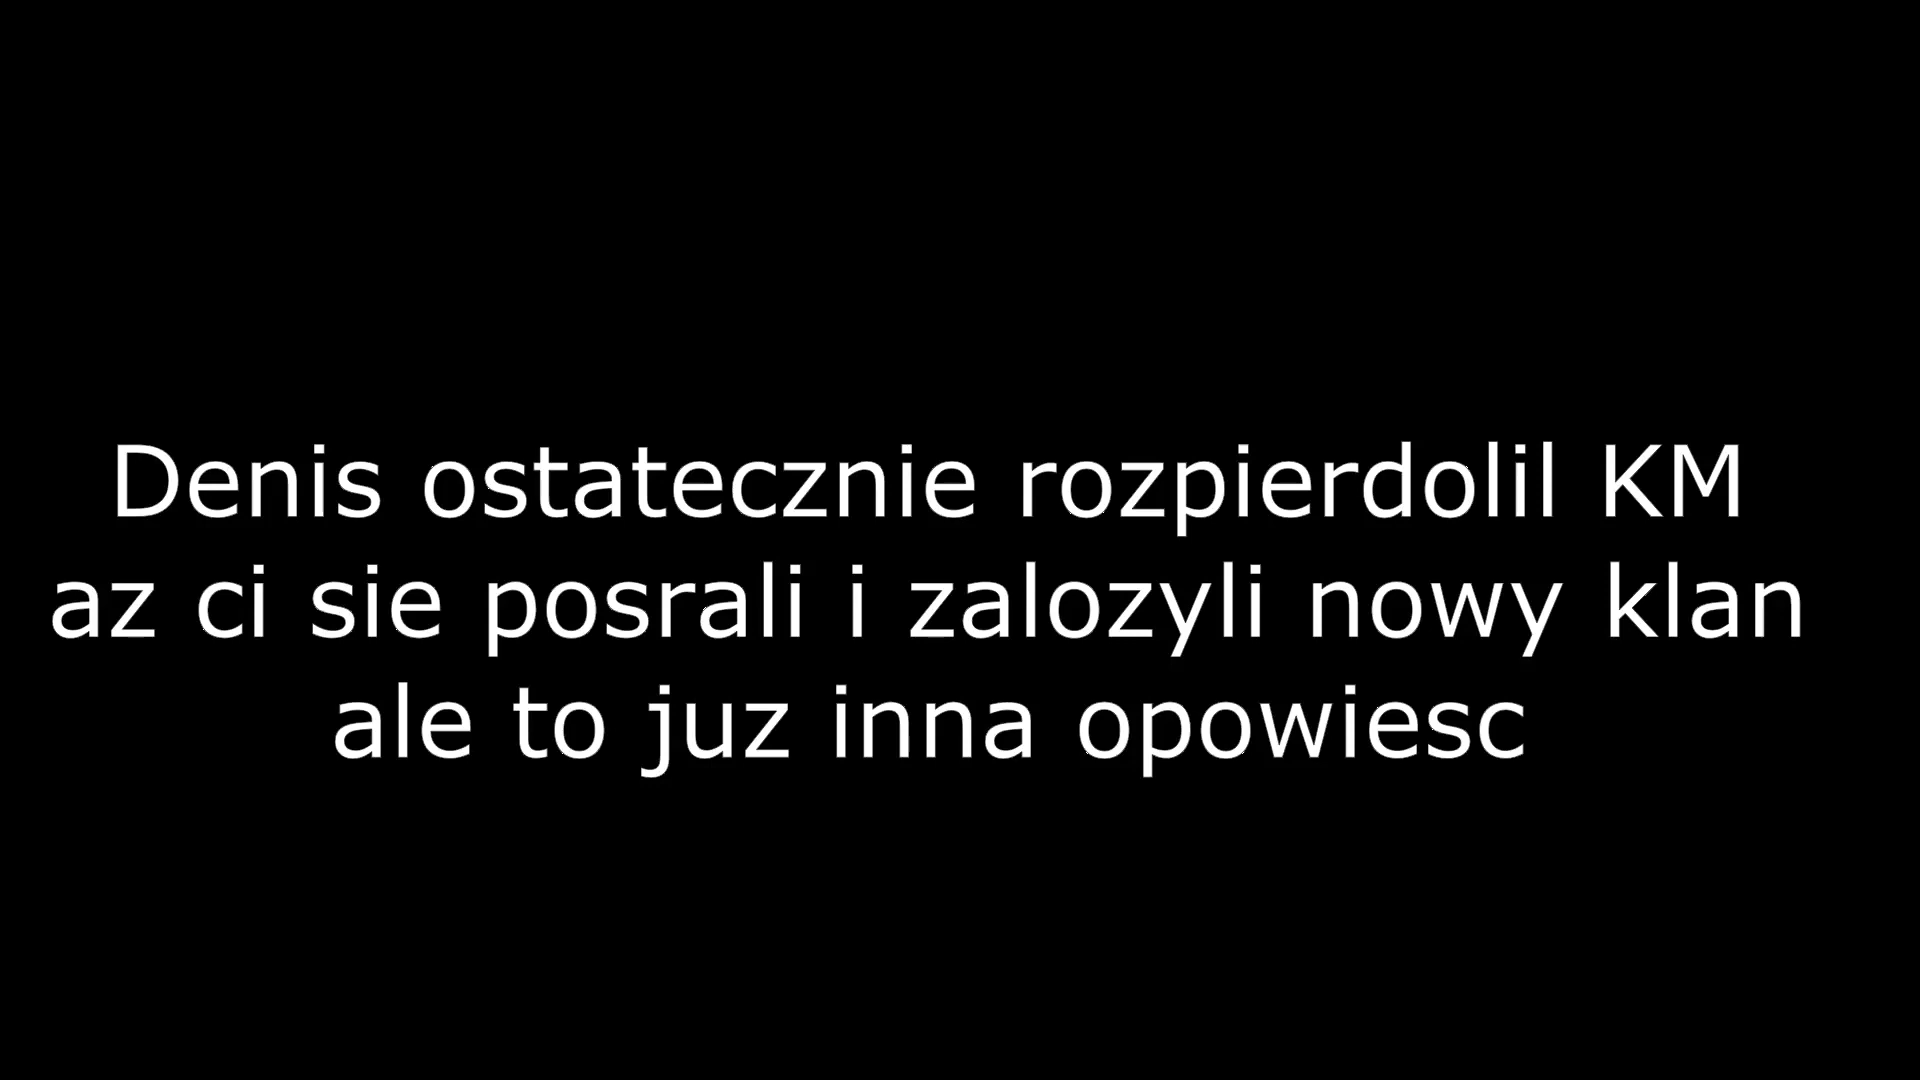 Denis ostatecznie rozpierdolil KM
az ci sie posrali i zalozyli nowy klan
ale to juz inna opowiesc